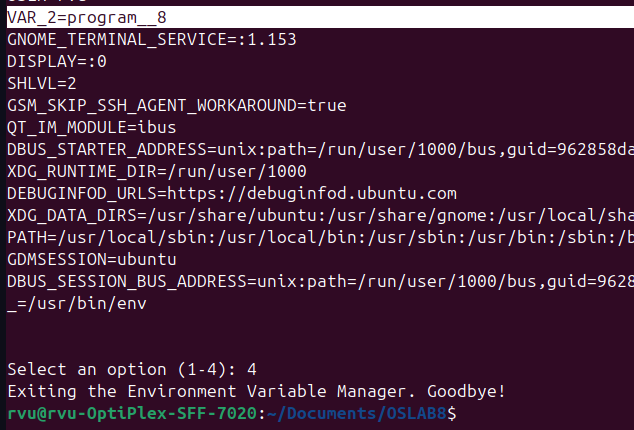 VAR_2=program__8
GNOME_TERMINAL_SERVICE=:1.153
DISPLAY=:0
SHLVL=2
GSM_SKIP_SSH_AGENT_WORKAROUND=true
QT_IM_MODULE=ibus
DBUS_STARTER_ADDRESS=unix:path=/run/user/1000/bus,guid=962858da
XDG_RUNTIME_DIR=/run/user/1000
DEBUGINFOD_URLS=https://debuginfod.ubuntu.com
XDG_DATA_DIRS=/usr/share/ubuntu:/usr/share/gnome:/usr/local/sha
PATH=/usr/local/sbin:/usr/local/bin:/usr/sbin:/usr/bin:/sbin:/b
GDMSESSION=ubuntu
DBUS_SESSION_BUS_ADDRESS=unix:path=/run/user/1000/bus,guid=9628
_=/usr/bin/env
Select an option (1-4): 4
Exiting the Environment Variable Manager. Goodbye!
rvu@rvu-OptiPlex-SFF-7020:~/Documents/OSLAB8$